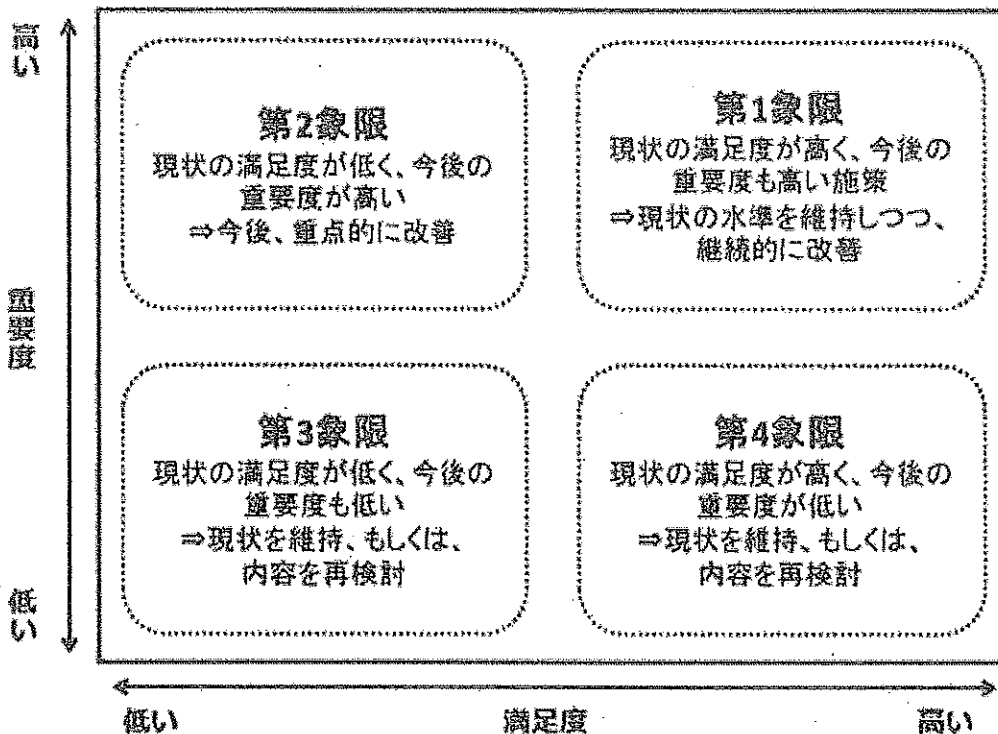 高い
第2象限
現状の満足度が低く、今後の
重要度が高い
⇒今後、重点的に改善
第1象限
現状の満足度が高く、今後の
重要度も高い施策
⇒現状の水準を維持しつつ、
継続的に改善
重要度
第3象限
現状の満足度が低く、今後の
重要度も低い
⇒現状を維持、もしくは、
内容を再検討
第4象限
現状の満足度が高く、今後の
重要度が低い
⇒現状を維持、もしくは、
内容を再検討
低い
低い
満足度
高い